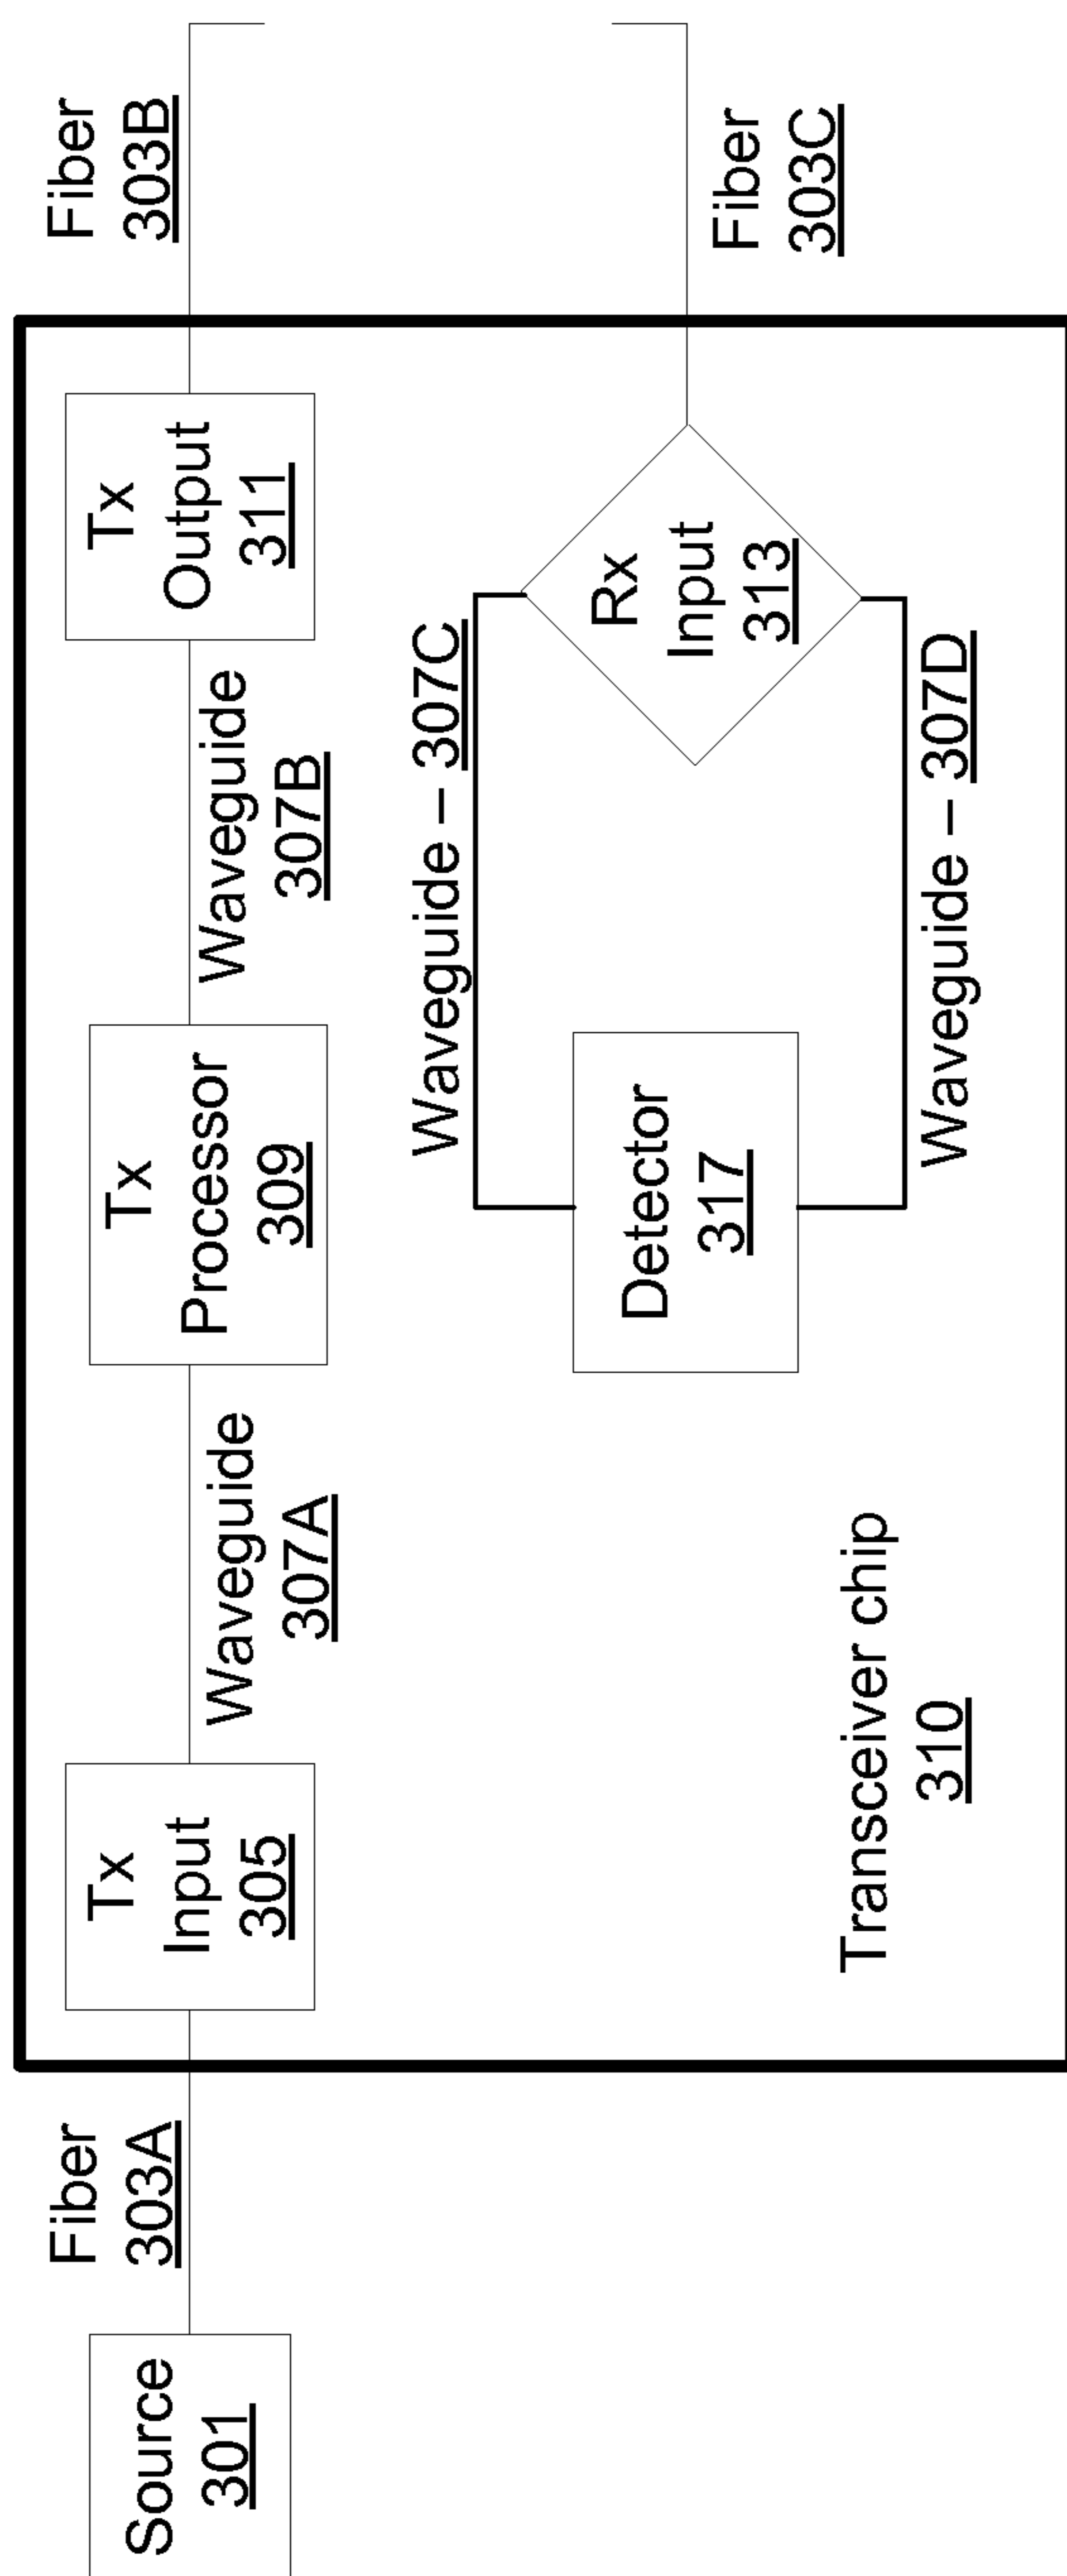 Source
301
Fiber
303A
Tx
Input
305
Waveguide
307A
Tx
Processor
309
Waveguide
307B
Tx
Output
311
Fiber
303B
Transceiver chip
310
Detector
317
Waveguide – 307C
Waveguide – 307D
Rx
Input
313
Fiber
303C